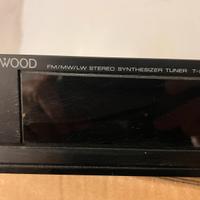 WOOD FM/MW/LW STEREO SYNTHESIZER TUNER T-